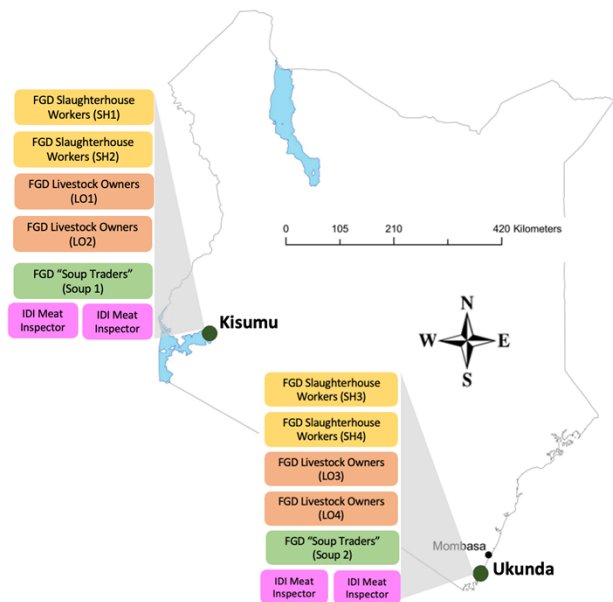 FGD Slaughterhouse
Workers (SH1)
FGD Slaughterhouse
Workers (SH2)
FGD Livestock Owners
(LO1)
FGD Livestock Owners
(LO2)
FGD “Soup Traders”
(Soup 1)
IDI Meat
Inspector
IDI Meat
Inspector
Kisumu
0 105 210 420 Kilometers
N
W E
S
FGD Slaughterhouse
Workers (SH3)
FGD Slaughterhouse
Workers (SH4)
FGD Livestock Owners
(LO3)
FGD Livestock Owners
(LO4)
FGD “Soup Traders”
(Soup 2)
IDI Meat
Inspector
IDI Meat
Inspector
Mombasa
Ukunda